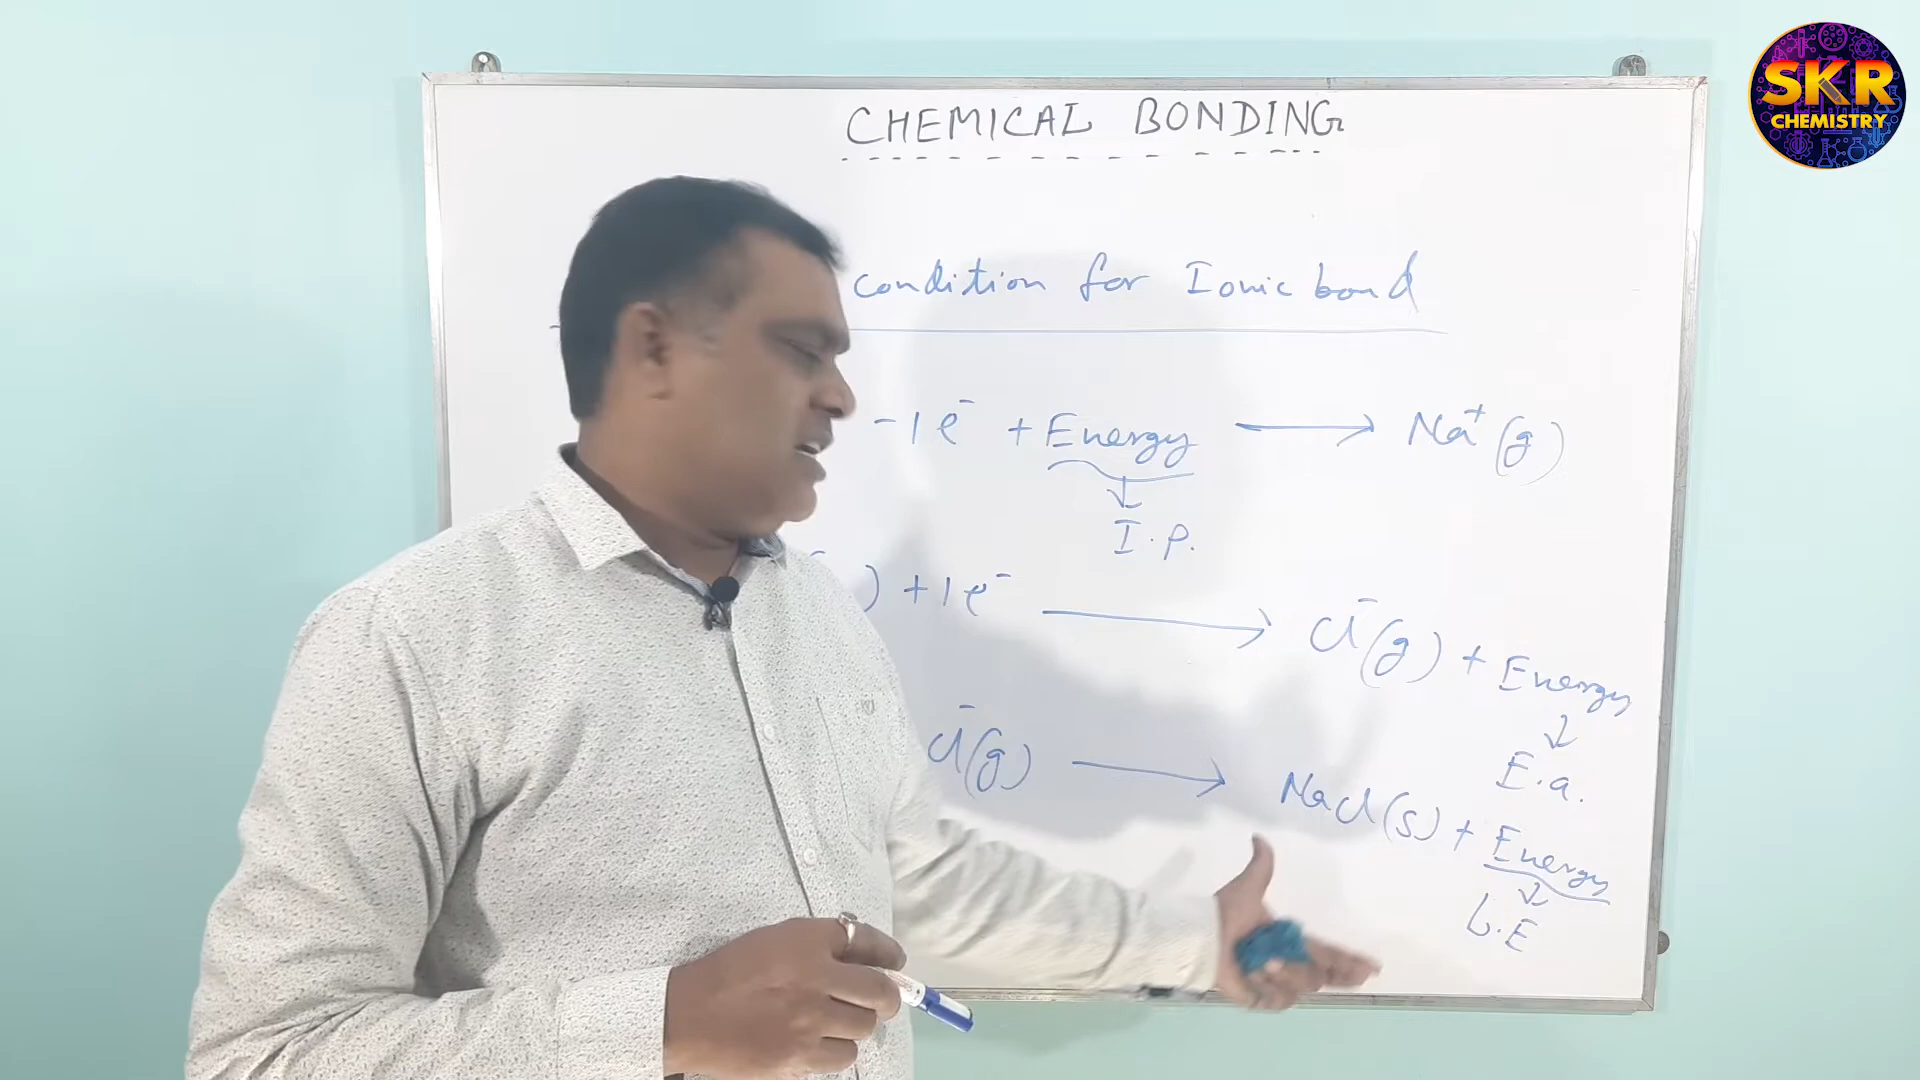 SKR
CHEMISTRY
CHEMICAL BONDING
condition for Ionic bond
-1e⁻ + Energy → Na⁺(g)
↓
I.P.
) +1e⁻ → Cl⁻(g) + Energy
↓
E.a.
Cl⁻(g) → NaCl(s) + Energy
↓
L.E